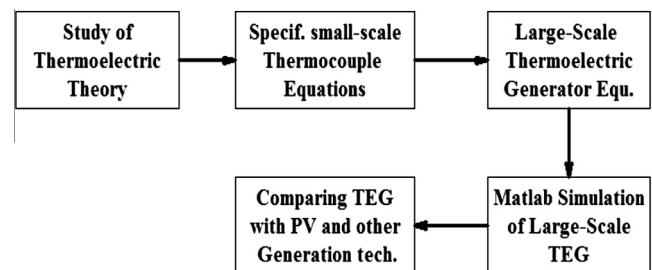 Study of
Thermoelectric
Theory
Specif. small-scale
Thermocouple
Equations
Large-Scale
Thermoelectric
Generator Equ.
Matlab Simulation
of Large-Scale
TEG
Comparing TEG
with PV and other
Generation tech.